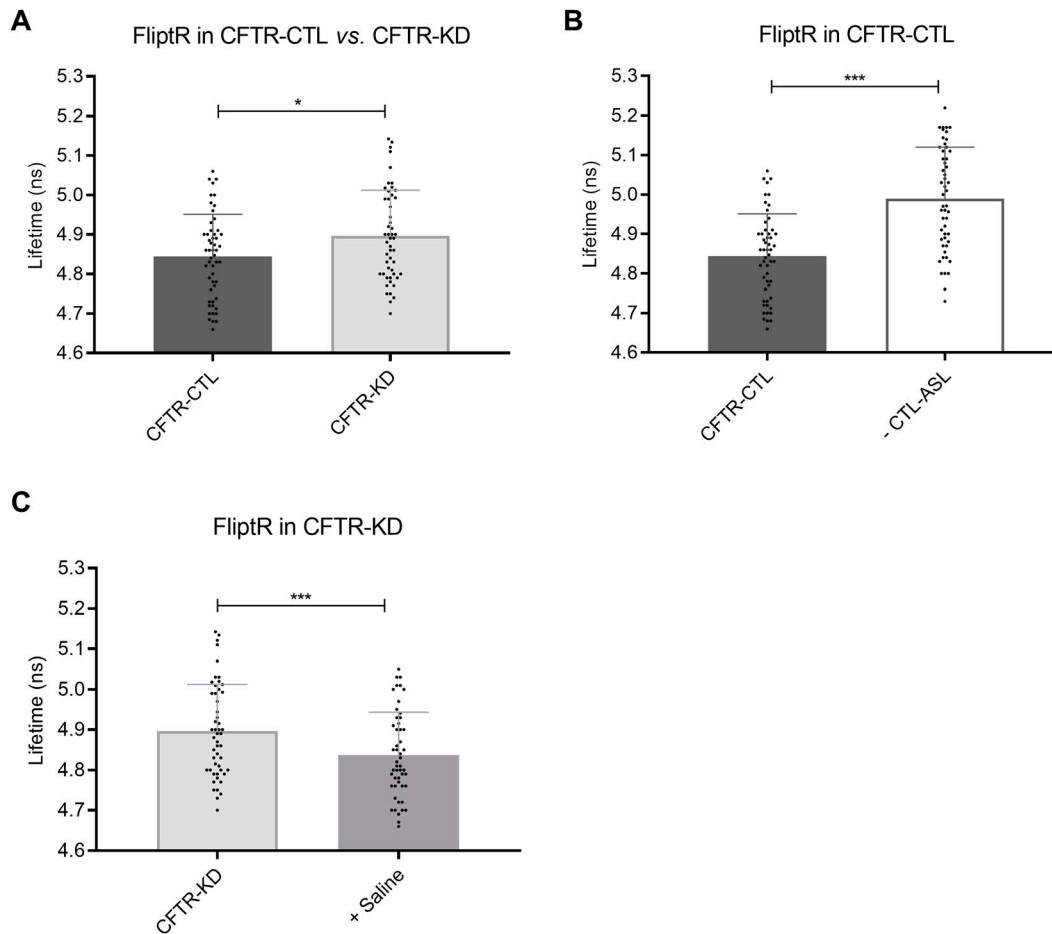 A
FliptR in CFTR-CTL vs. CFTR-KD
Lifetime (ns)
5.3
5.2
5.1
5.0
4.9
4.8
4.7
4.6
*
CFTR-CTL
CFTR-KD
B
FliptR in CFTR-CTL
Lifetime (ns)
5.3
5.2
5.1
5.0
4.9
4.8
4.7
4.6
***
CFTR-CTL
- CTL-ASL
C
FliptR in CFTR-KD
Lifetime (ns)
5.3
5.2
5.1
5.0
4.9
4.8
4.7
4.6
***
CFTR-KD
+ Saline